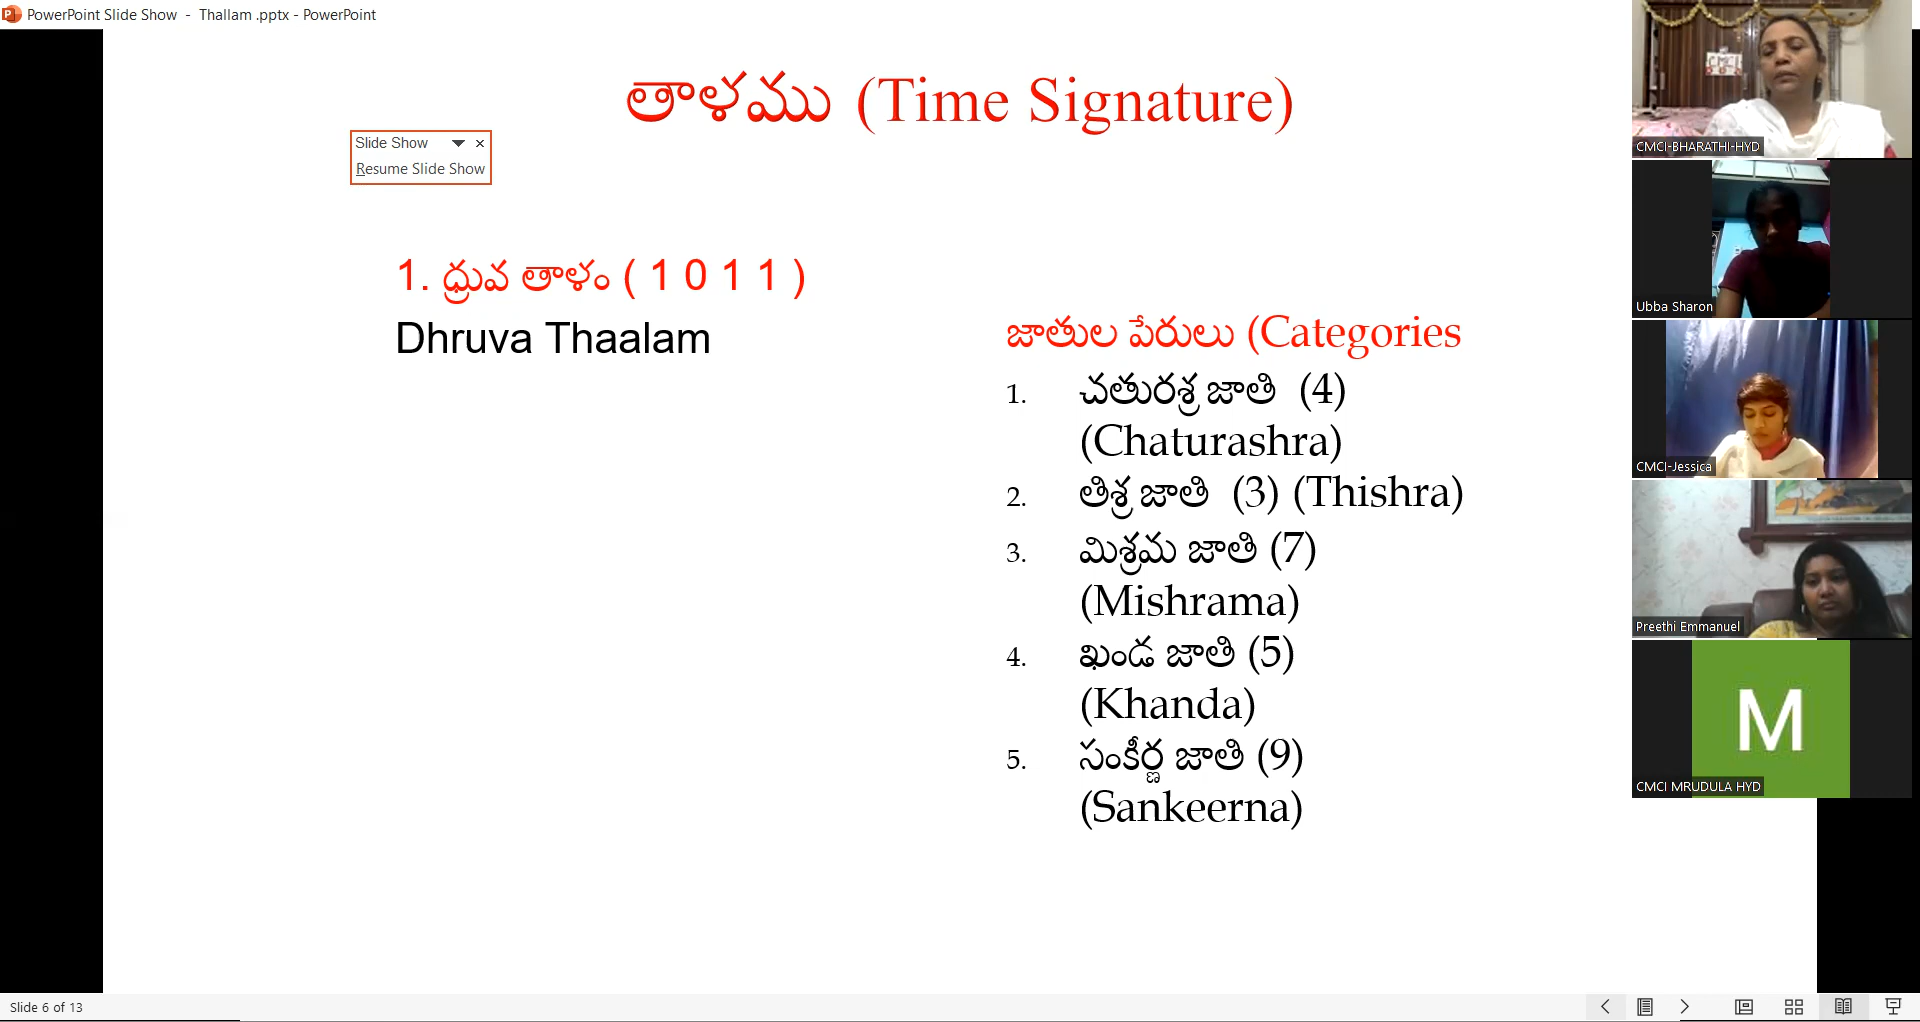 PowerPoint Slide Show - Thallam .pptx - PowerPoint
తాళము (Time Signature)
Slide Show
Resume Slide Show
1. ధ్రువ తాళం ( 1 0 1 1 )
Dhruva Thaalam
జాతుల పేరులు (Categories
1. చతురశ్ర జాతి (4)
(Chaturashra)
2. తిశ్ర జాతి (3) (Thishra)
3. మిశ్రమ జాతి (7)
(Mishrama)
4. ఖండ జాతి (5)
(Khanda)
5. సంకీర్ణ జాతి (9)
(Sankeerna)
CMCI-BHARATHI-HYD
Ubba Sharon
CMCI-Jessica
Preethi Emmanuel
M
CMCI MRUDULA HYD
Slide 6 of 13